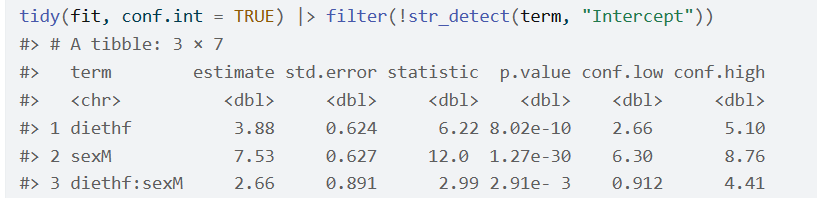 tidy(fit, conf.int = TRUE) |> filter(!str_detect(term, "Intercept"))
#> # A tibble: 3 × 7
#>   term       estimate std.error statistic  p.value conf.low conf.high
#>   <chr>         <dbl>     <dbl>     <dbl>    <dbl>    <dbl>     <dbl>
#> 1 diethf         3.88     0.624      6.22 8.02e-10    2.66       5.10
#> 2 sexM           7.53     0.627     12.0  1.27e-30    6.30       8.76
#> 3 diethf:sexM    2.66     0.891      2.99 2.91e- 3    0.912      4.41